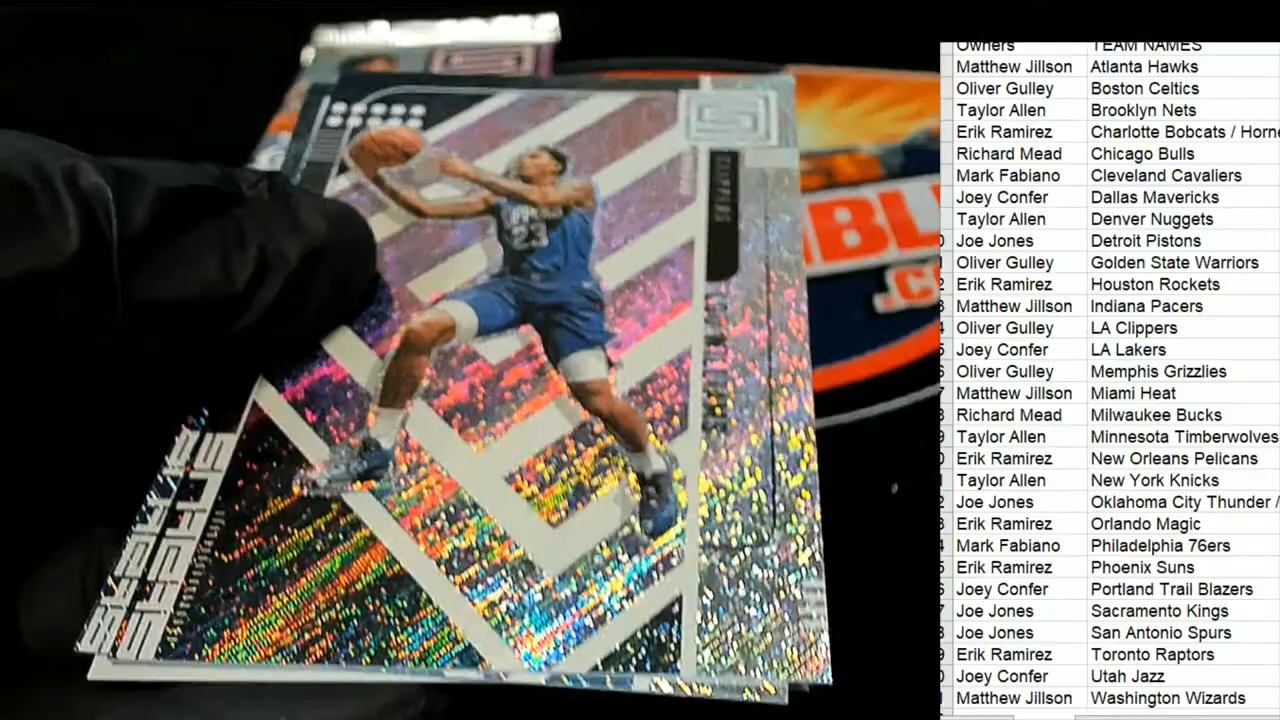 CLIPPERS
CLIPPERS
23
STATUS
STATUS
BL
.C
Owners TEAM NAMES
Matthew Jillson Atlanta Hawks
Oliver Gulley Boston Celtics
Taylor Allen Brooklyn Nets
Erik Ramirez Charlotte Bobcats / Horne
Richard Mead Chicago Bulls
Mark Fabiano Cleveland Cavaliers
Joey Confer Dallas Mavericks
Taylor Allen Denver Nuggets
Joe Jones Detroit Pistons
Oliver Gulley Golden State Warriors
Erik Ramirez Houston Rockets
Matthew Jillson Indiana Pacers
Oliver Gulley LA Clippers
Joey Confer LA Lakers
Oliver Gulley Memphis Grizzlies
Matthew Jillson Miami Heat
Richard Mead Milwaukee Bucks
Taylor Allen Minnesota Timberwolves
Erik Ramirez New Orleans Pelicans
Taylor Allen New York Knicks
Joe Jones Oklahoma City Thunder /
Erik Ramirez Orlando Magic
Mark Fabiano Philadelphia 76ers
Erik Ramirez Phoenix Suns
Joey Confer Portland Trail Blazers
Joe Jones Sacramento Kings
Joe Jones San Antonio Spurs
Erik Ramirez Toronto Raptors
Joey Confer Utah Jazz
Matthew Jillson Washington Wizards